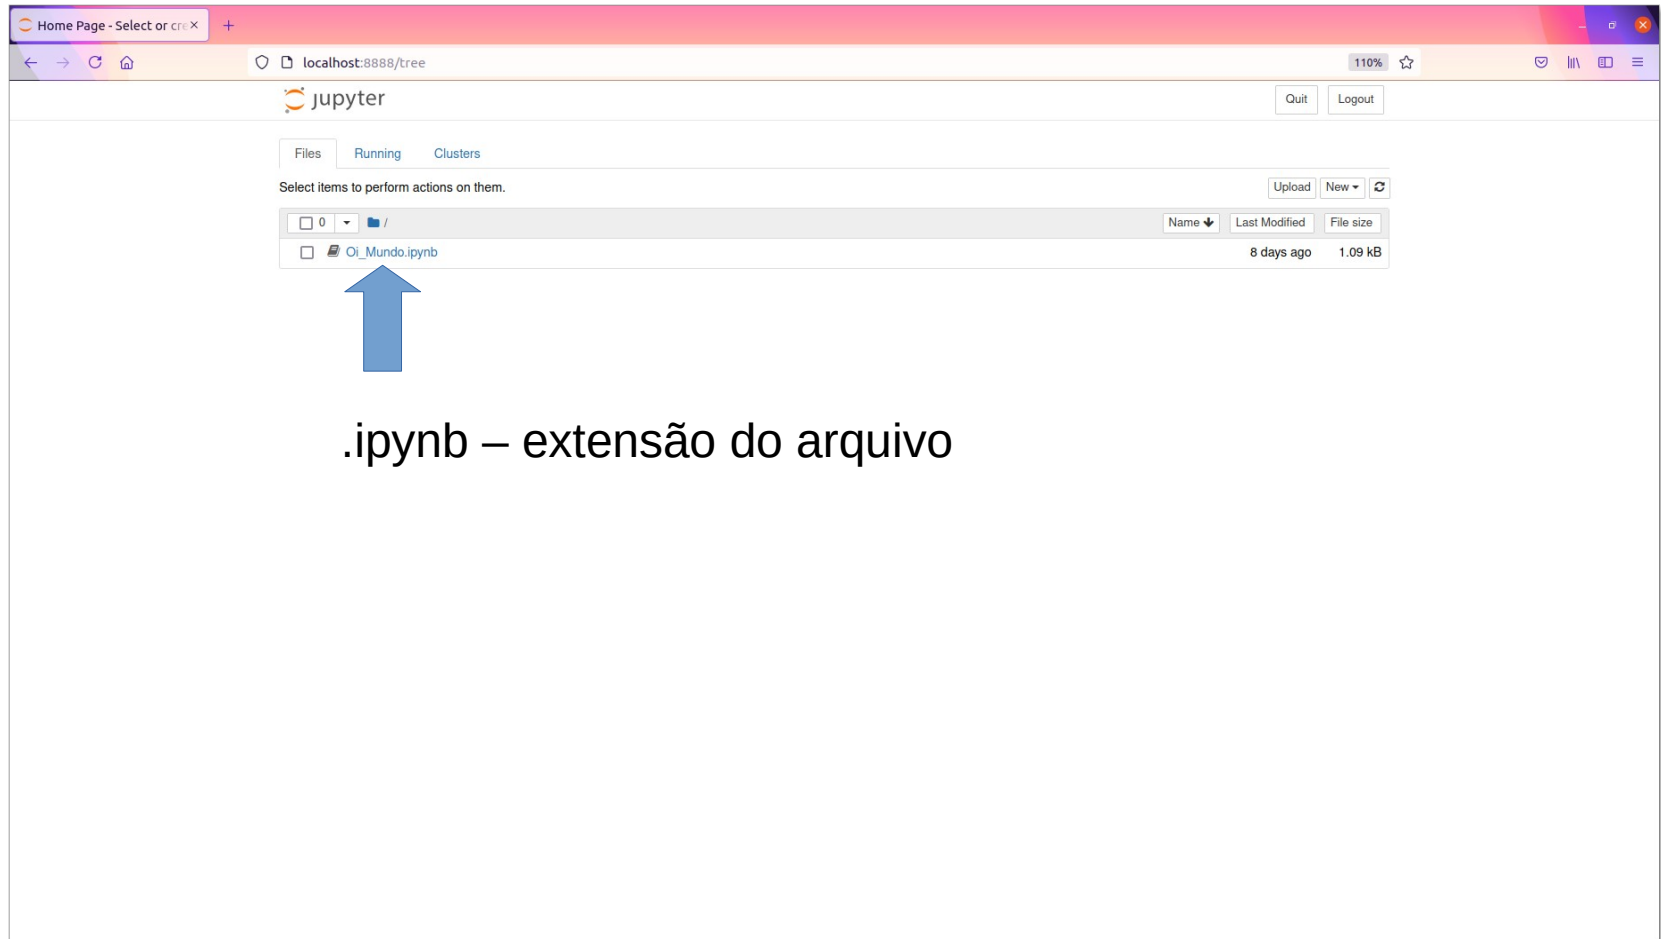 Home Page - Select or cre
localhost:8888/tree
110%
jupyter
Quit
Logout
Files
Running
Clusters
Select items to perform actions on them.
Upload
New
0
/
Name
Last Modified
File size
Oi_Mundo.ipynb
8 days ago
1.09 kB
.ipynb – extensão do arquivo